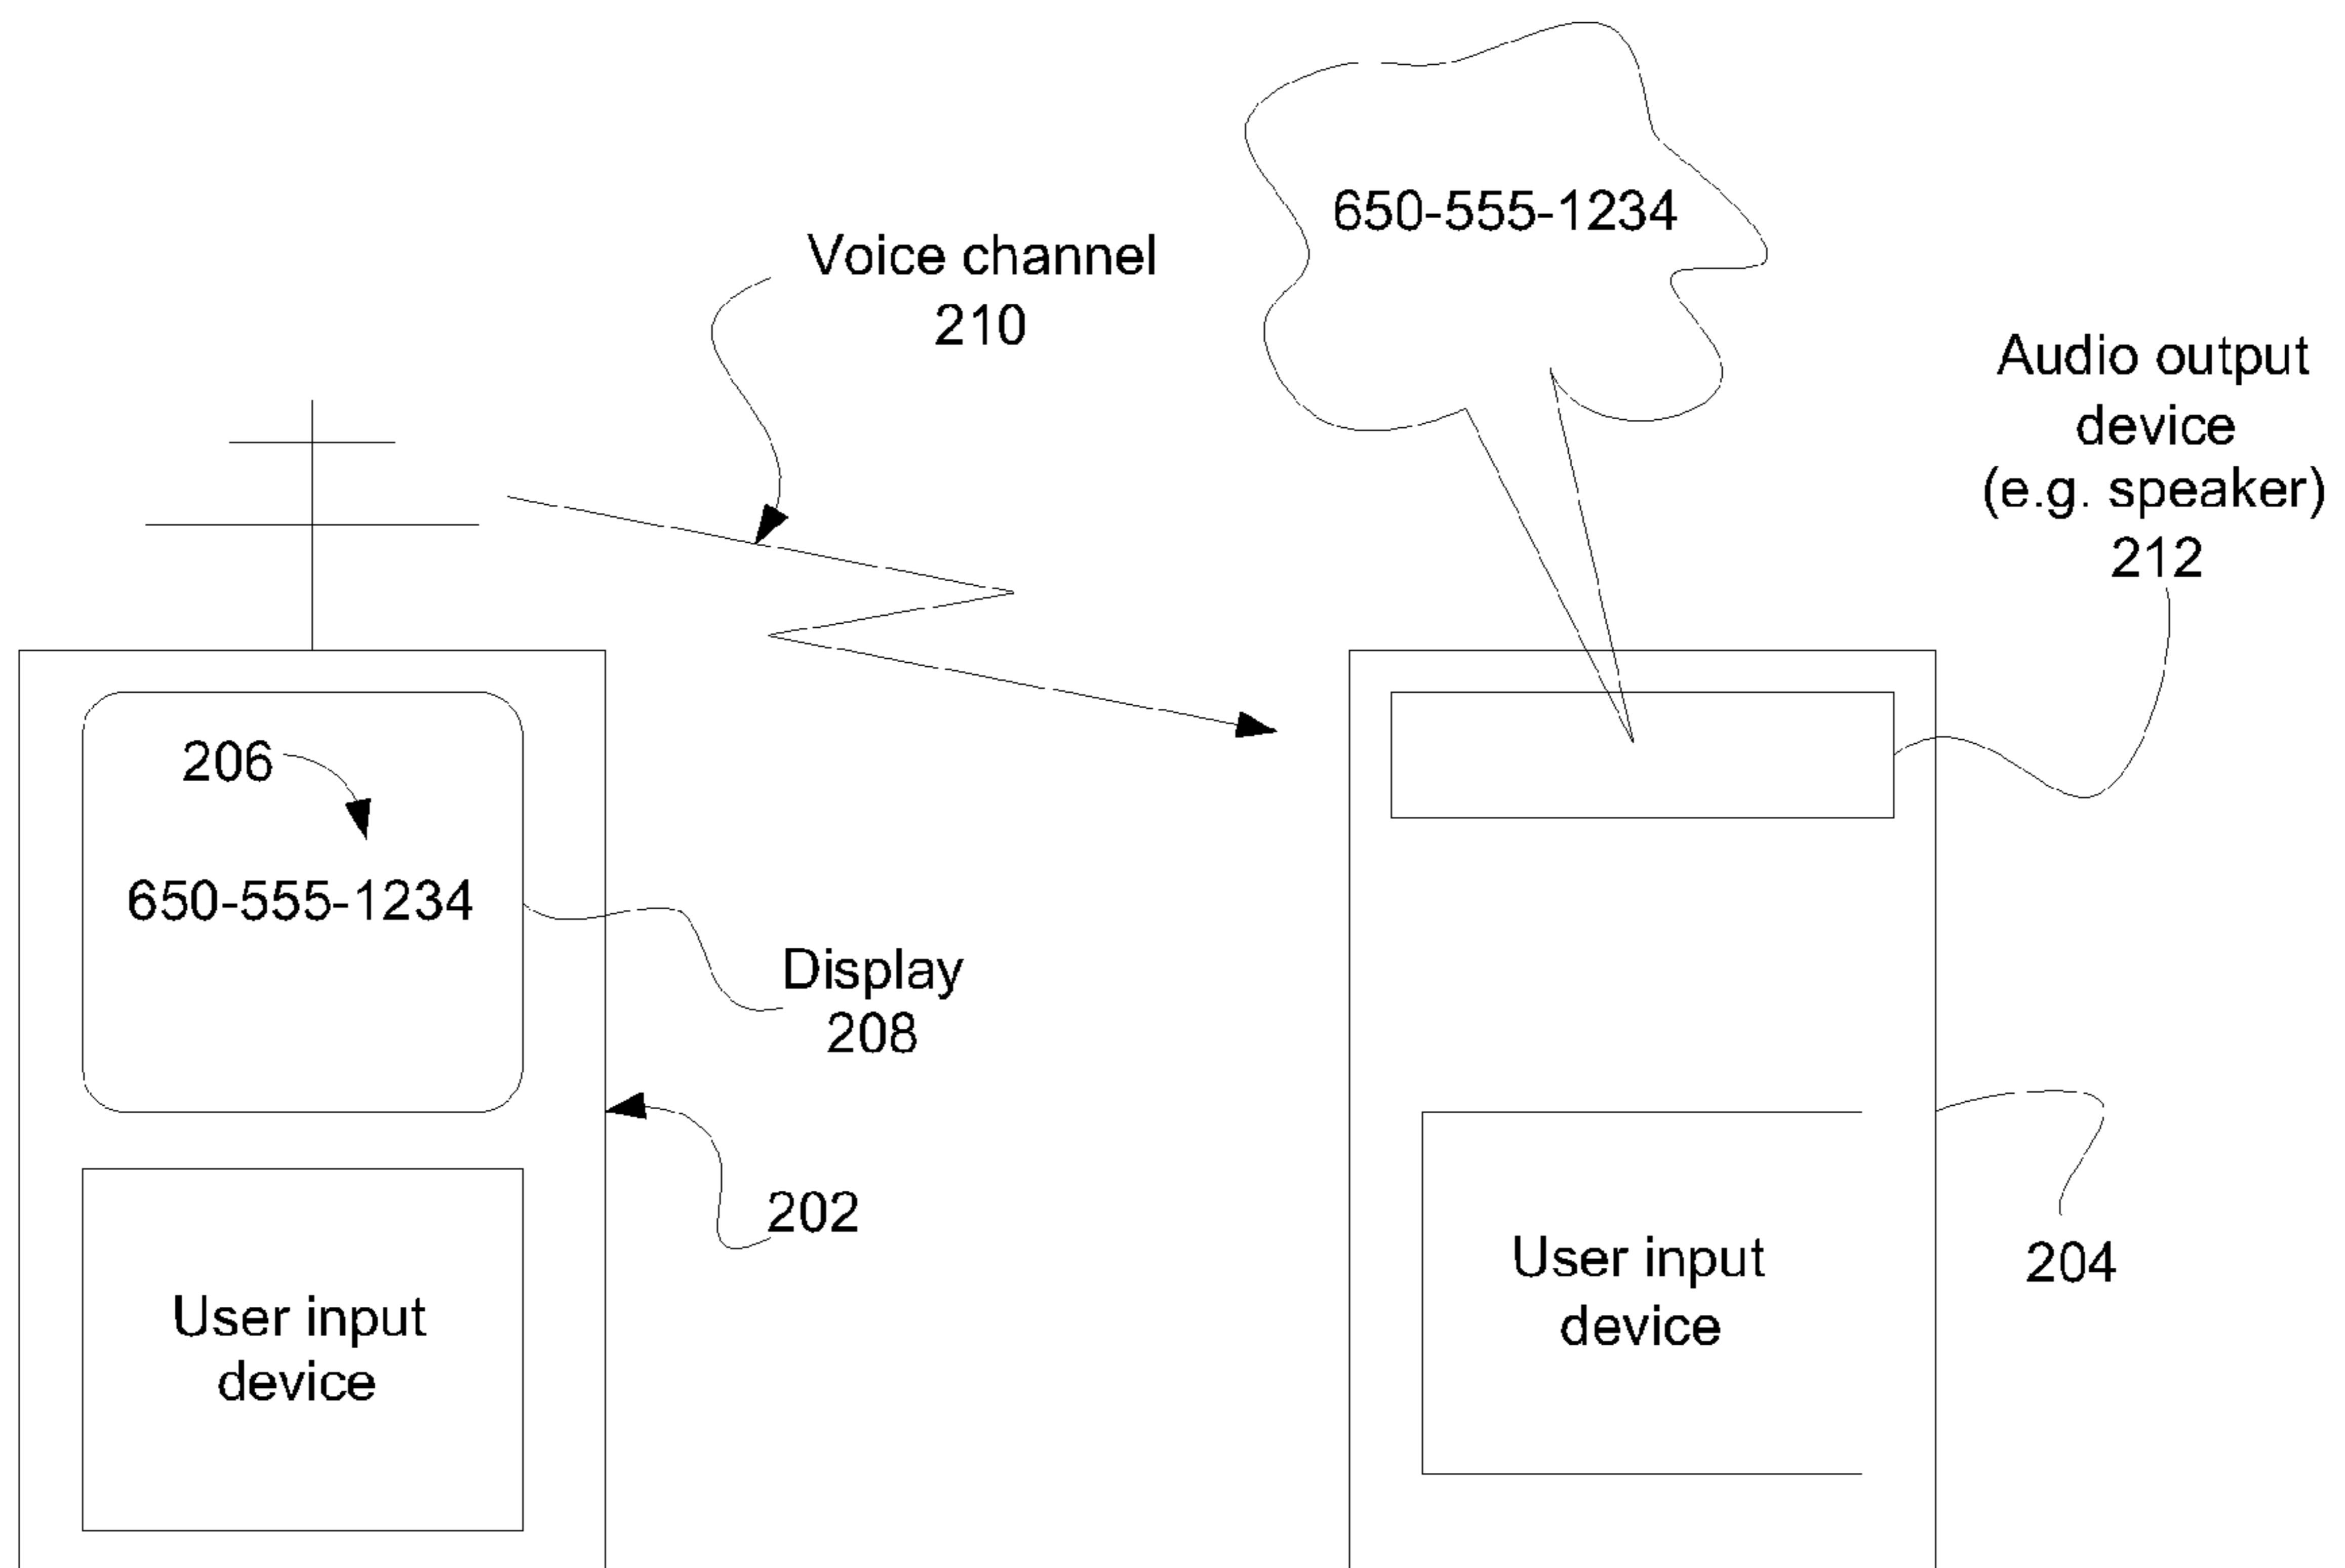 650-555-1234
Voice channel
210
Audio output
device
(e.g. speaker)
212
206
650-555-1234
Display
208
202
User input
device
User input
device
204